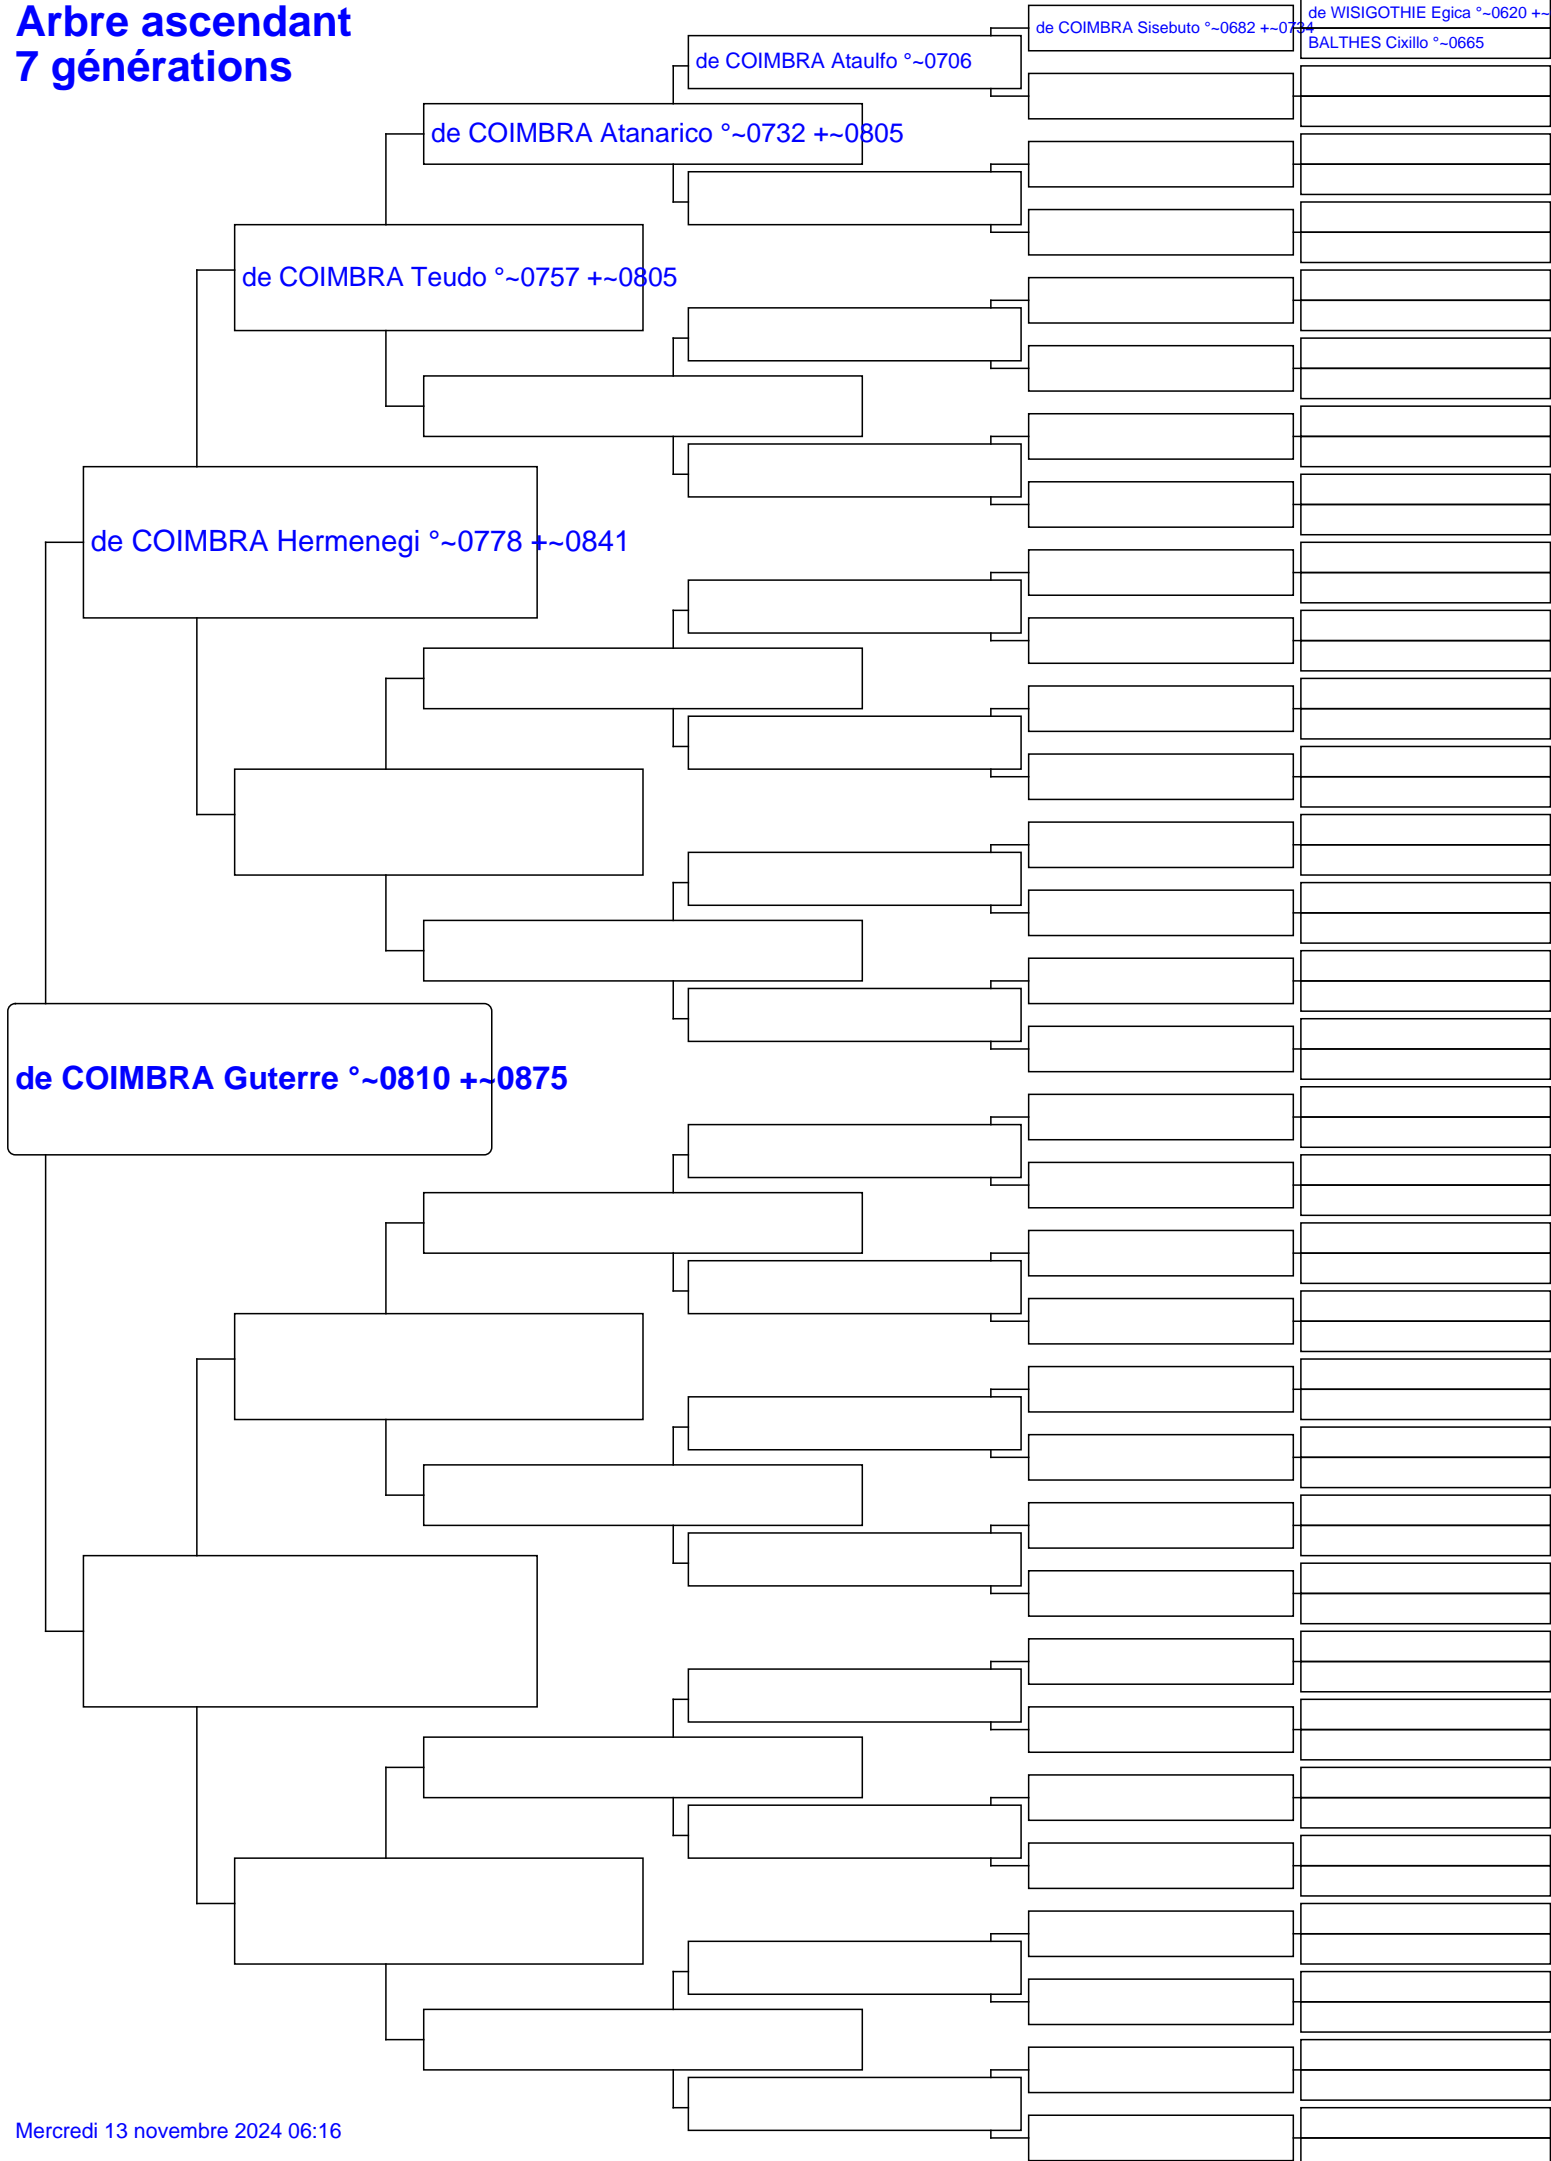 Arbre ascendant
7 générations
de WISIGOTHIE Egica °~0620 +~
BALTHES Cixillo °~0665
de COIMBRA Sisebuto °~0682 +~0734
de COIMBRA Ataulfo °~0706
de COIMBRA Atanarico °~0732 +~0805
de COIMBRA Teudo °~0757 +~0805
de COIMBRA Hermenegi °~0778 +~0841
de COIMBRA Guterre °~0810 +~0875
Mercredi 13 novembre 2024 06:16